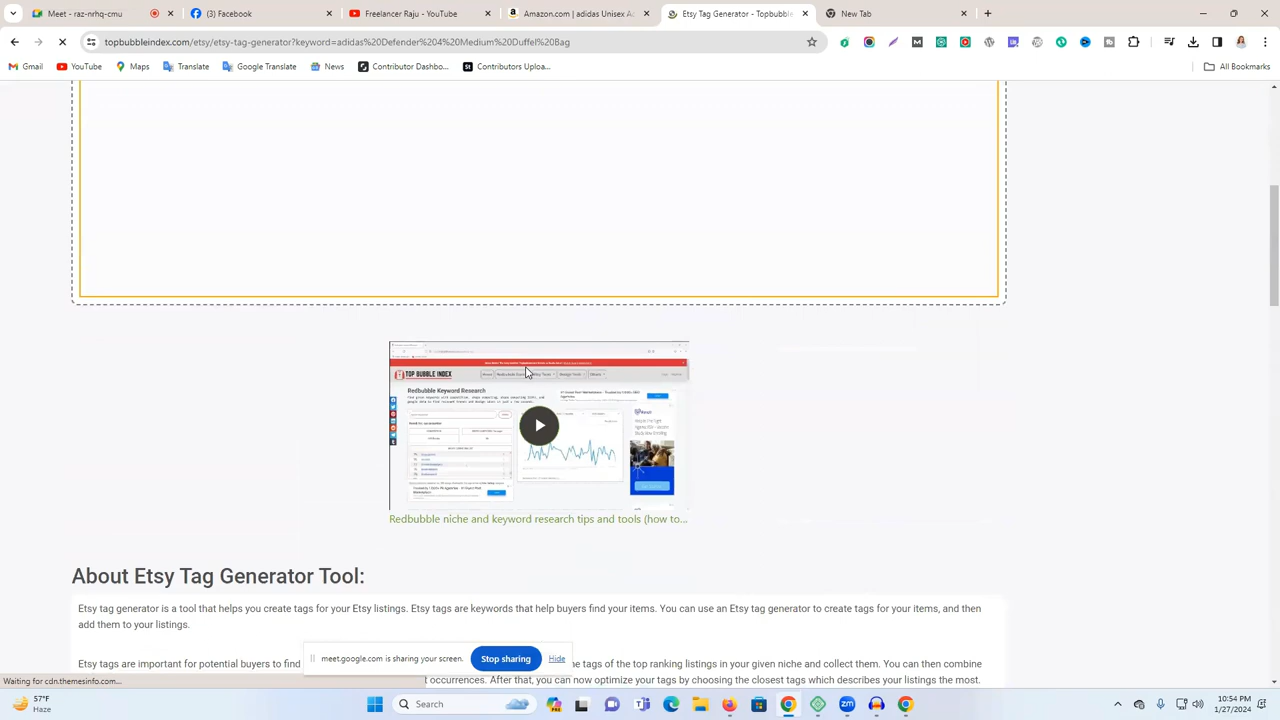 Meet - razu-rihq-cmu
(3) Facebook
Freelancer Raju - YouTube
Amazon.com | adidas Unisex Ad
Etsy Tag Generator - Topbubble
New Tab
topbubbleindex.com/etsy/etsy-tag-generator?keyword=adidas%20Defender%204%20Medium%20Duffel%20Bag
Gmail
YouTube
Maps
Translate
Google Translate
News
Contributor Dashbo...
Contributors Uploa...
All Bookmarks
TOP BUBBLE INDEX
Redbubble Keyword Research
Redbubble niche and keyword research tips and tools (how to...
About Etsy Tag Generator Tool:
Etsy tag generator is a tool that helps you create tags for your Etsy listings. Etsy tags are keywords that help buyers find your items. You can use an Etsy tag generator to create tags for your items, and then
add them to your listings.
meet.google.com is sharing your screen.
Stop sharing
Hide
Etsy tags are important for potential buyers to find
he tags of the top ranking listings in your given niche and collect them. You can then combine
t occurrences. After that, you can now optimize your tags by choosing the closest tags which describes your listings the most.
Waiting for cdn.themesinfo.com...
57°F
Haze
Search
10:54 PM
1/27/2024